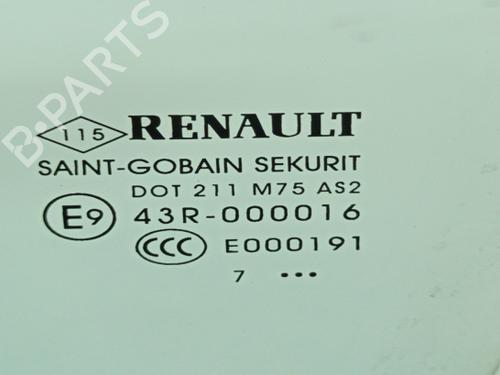 B-PARTS
115 RENAULT
SAINT-GOBAIN SEKURIT
DOT 211 M75 AS2
E9 43R-000016
CCC E000191
7 •••